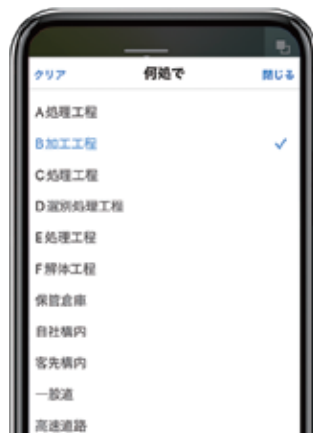 クリア 何処で 閉じる
A処理工程
B加工工程
C処理工程
D選別処理工程
E処理工程
F解体工程
保管倉庫
自社構内
客先構内
一般道
高速道路